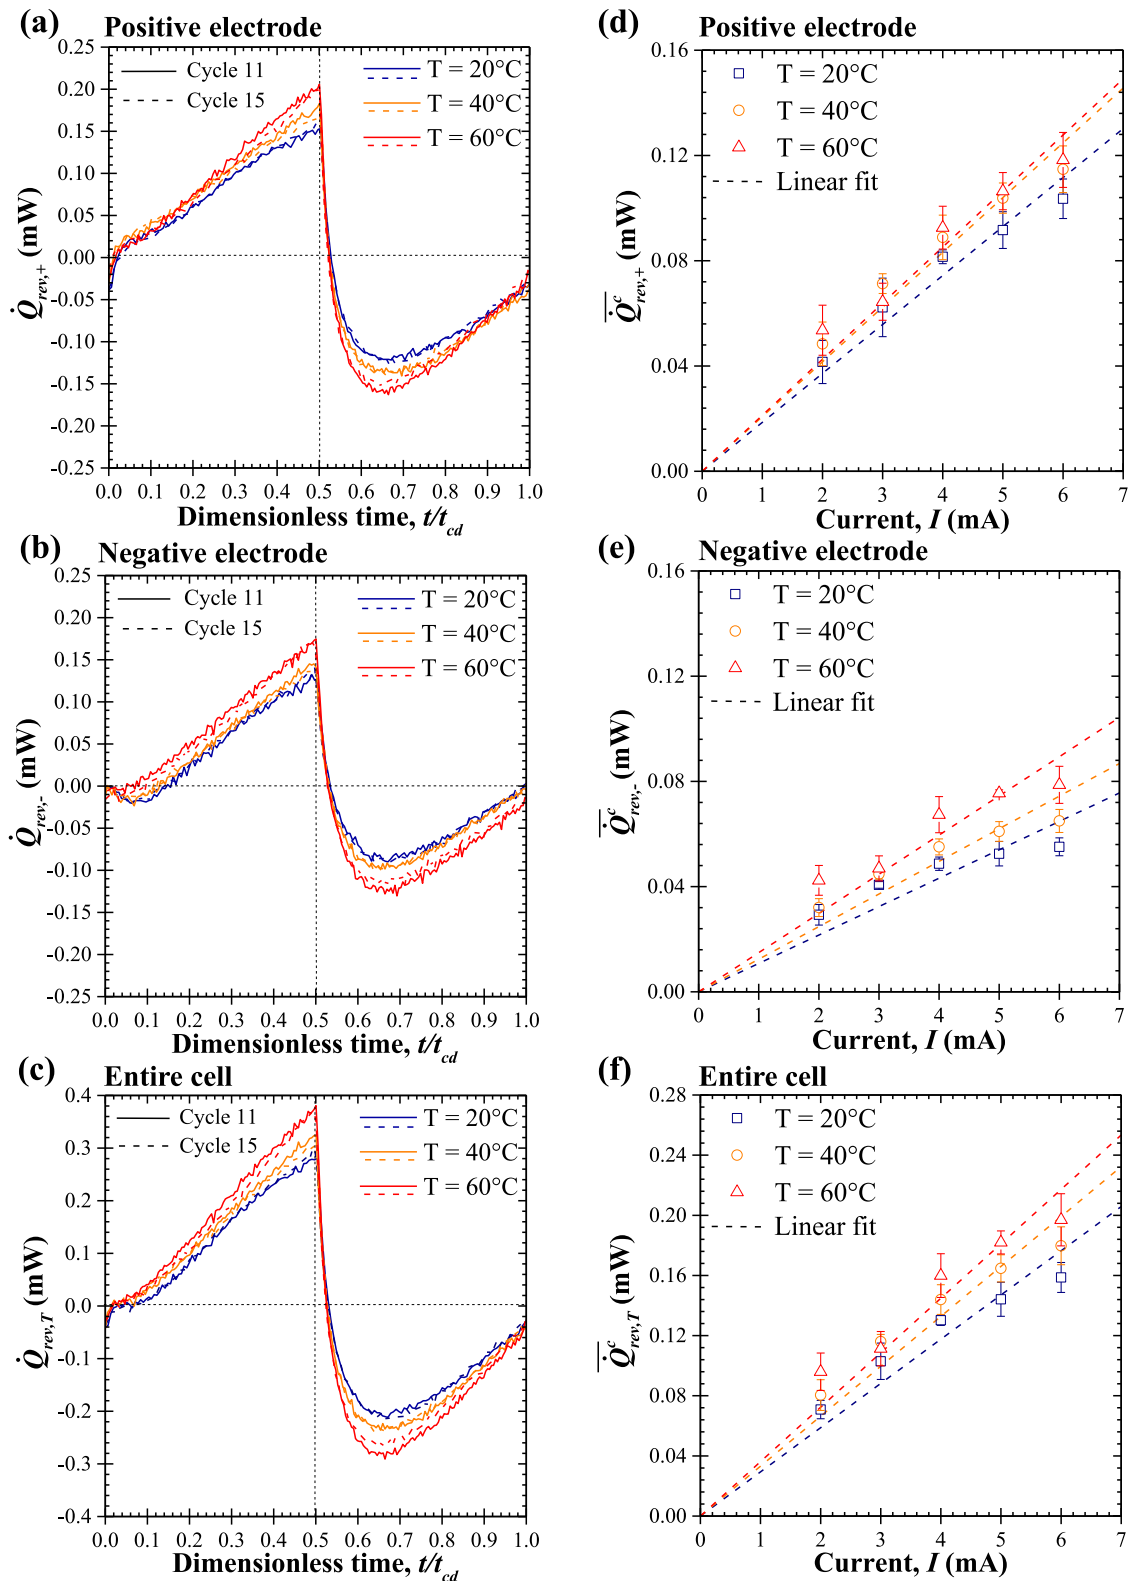 (a)
Positive electrode
0.25
0.20
0.15
0.10
0.05
0.00
-0.05
-0.10
-0.15
-0.20
-0.25
Q̇rev,+ (mW)
Cycle 11
Cycle 15
T = 20°C
T = 40°C
T = 60°C
0.0 0.1 0.2 0.3 0.4 0.5 0.6 0.7 0.8 0.9 1.0
Dimensionless time, t/tcd
(d)
Positive electrode
0.16
0.12
0.08
0.04
0.00
Q̇ᶜrev,+ (mW)
T = 20°C
T = 40°C
T = 60°C
Linear fit
0 1 2 3 4 5 6 7
Current, I (mA)
(b)
Negative electrode
0.25
0.20
0.15
0.10
0.05
0.00
-0.05
-0.10
-0.15
-0.20
-0.25
Q̇rev,- (mW)
Cycle 11
Cycle 15
T = 20°C
T = 40°C
T = 60°C
0.0 0.1 0.2 0.3 0.4 0.5 0.6 0.7 0.8 0.9 1.0
Dimensionless time, t/tcd
(e)
Negative electrode
0.16
0.12
0.08
0.04
0.00
Q̇ᶜrev,- (mW)
T = 20°C
T = 40°C
T = 60°C
Linear fit
0 1 2 3 4 5 6 7
Current, I (mA)
(c)
Entire cell
0.4
0.3
0.2
0.1
0.0
-0.1
-0.2
-0.3
-0.4
Q̇rev,T (mW)
Cycle 11
Cycle 15
T = 20°C
T = 40°C
T = 60°C
0.0 0.1 0.2 0.3 0.4 0.5 0.6 0.7 0.8 0.9 1.0
Dimensionless time, t/tcd
(f)
Entire cell
0.28
0.24
0.20
0.16
0.12
0.08
0.04
0.00
Q̇ᶜrev,T (mW)
T = 20°C
T = 40°C
T = 60°C
Linear fit
0 1 2 3 4 5 6 7
Current, I (mA)